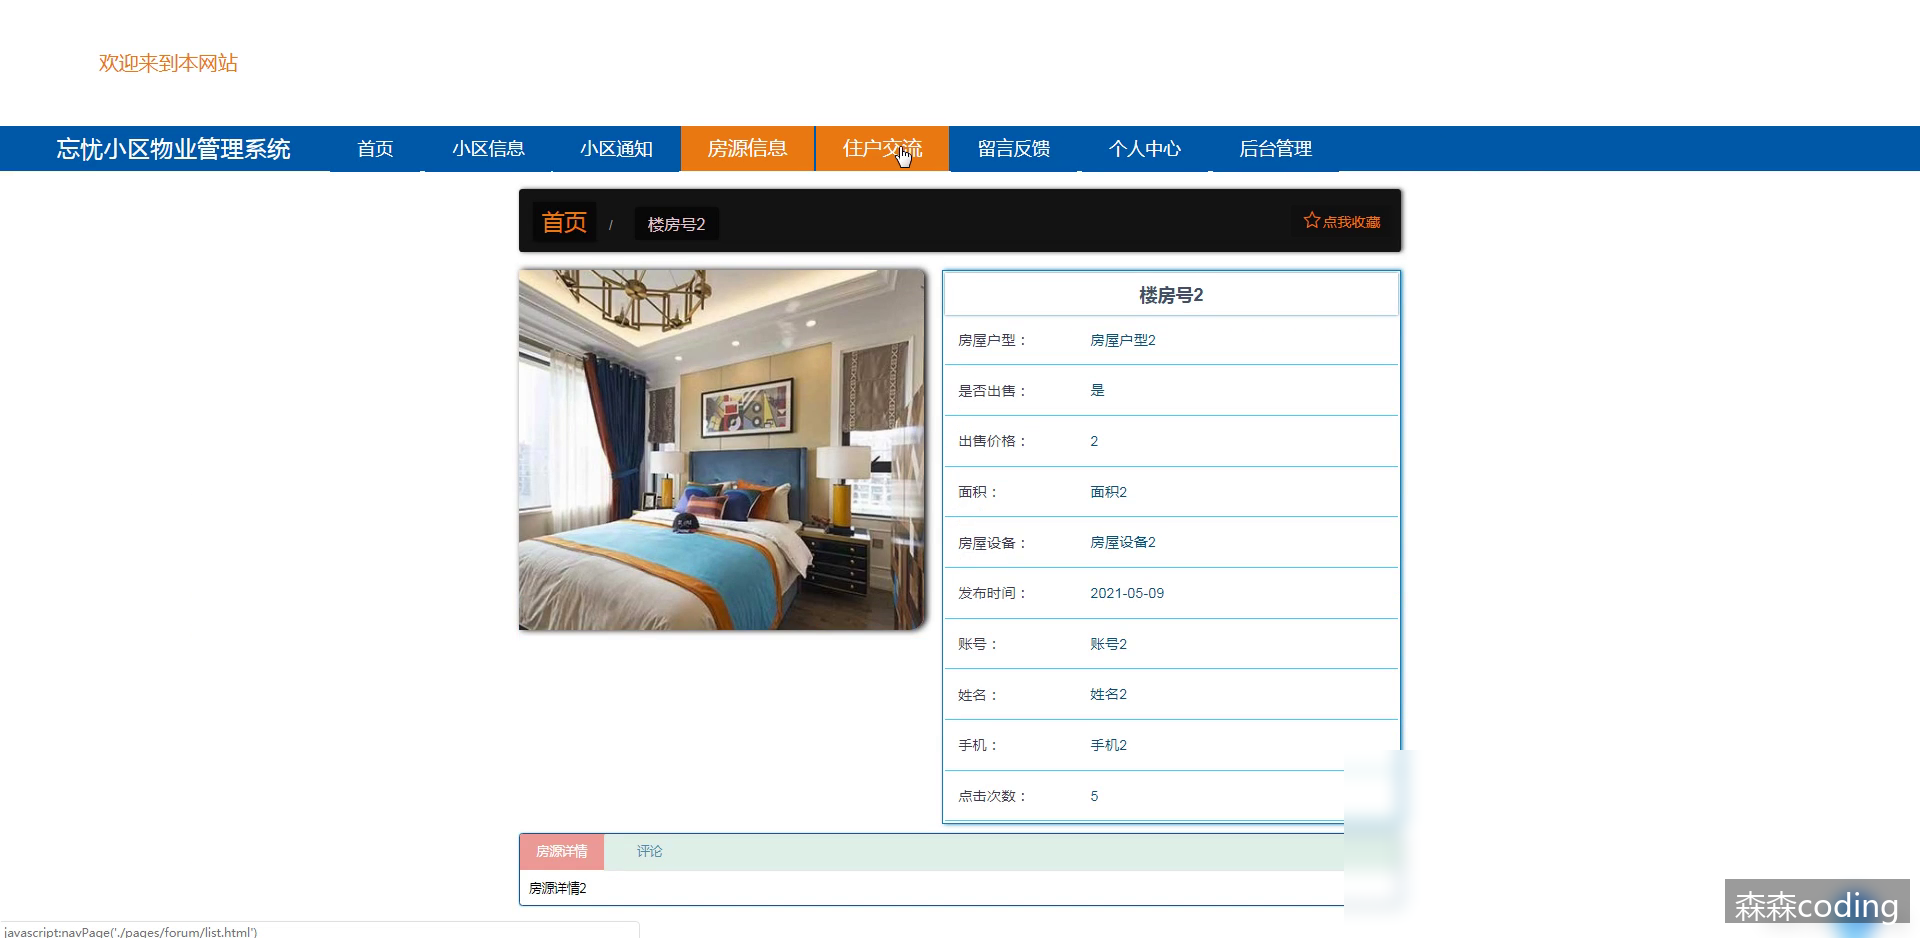 欢迎来到本网站
忘忧小区物业管理系统 首页 小区信息 小区通知 房源信息 住户交流 留言反馈 个人中心 后台管理
首页 / 楼房号2 点我收藏
楼房号2
房屋户型： 房屋户型2
是否出售： 是
出售价格： 2
面积： 面积2
房屋设备： 房屋设备2
发布时间： 2021-05-09
账号： 账号2
姓名： 姓名2
手机： 手机2
点击次数： 5
房源详情 评论
房源详情2
森森coding
javascript:navPage('./pages/forum/list.html')